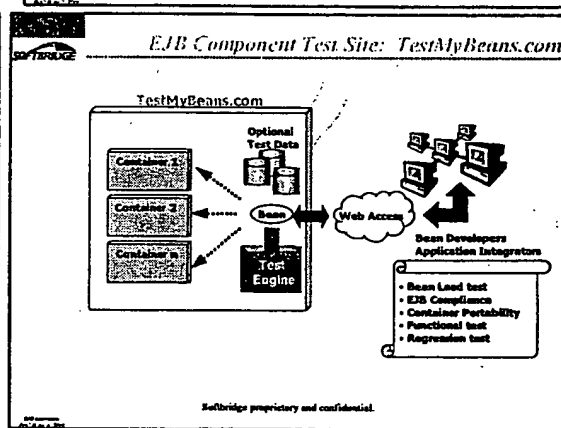 SOFTBRIDGE
EJB Component Test Site: TestMyBeans.com
TestMyBeans.com
Optional
Test Data
Container 1
Container 2
Container n
Bean
Test
Engine
Web Access
Bean Developers
Application Integrators
• Bean Load test
• EJB Compliance
• Container Portability
• Functional test
• Regression test
Softbridge proprietary and confidential.